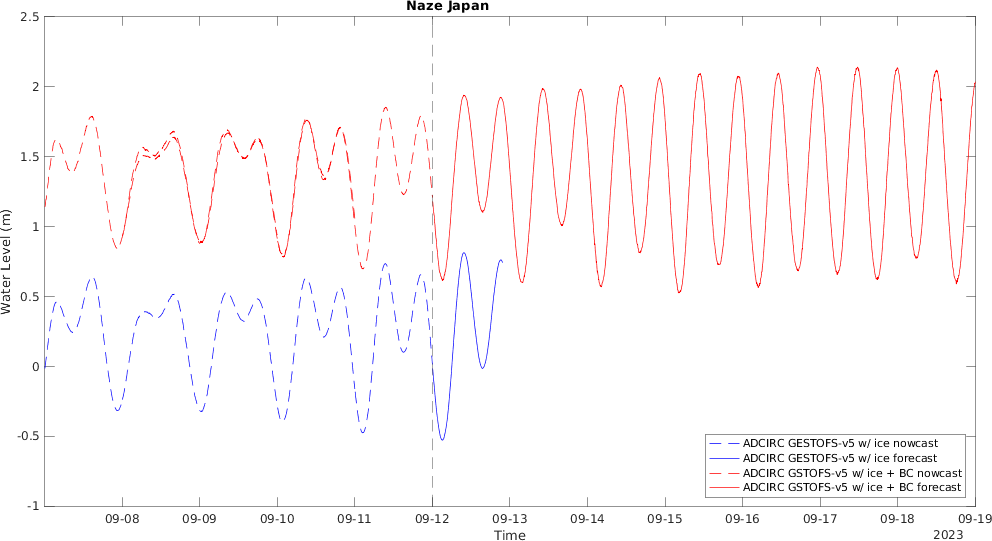 Naze Japan
Water Level (m)
2.5
2
1.5
1
0.5
0
-0.5
-1
ADCIRC GESTOFS-v5 w/ ice nowcast
ADCIRC GESTOFS-v5 w/ ice forecast
ADCIRC GSTOFS-v5 w/ ice + BC nowcast
ADCIRC GSTOFS-v5 w/ ice + BC forecast
09-08 09-09 09-10 09-11 09-12 09-13 09-14 09-15 09-16 09-17 09-18 09-19
Time
2023